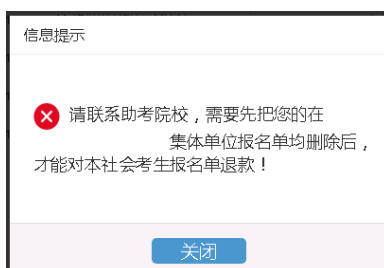 信息提示
请联系助考院校，需要先把您的在
集体单位报名单均删除后，
才能对本社会考生报名单退款！
关闭